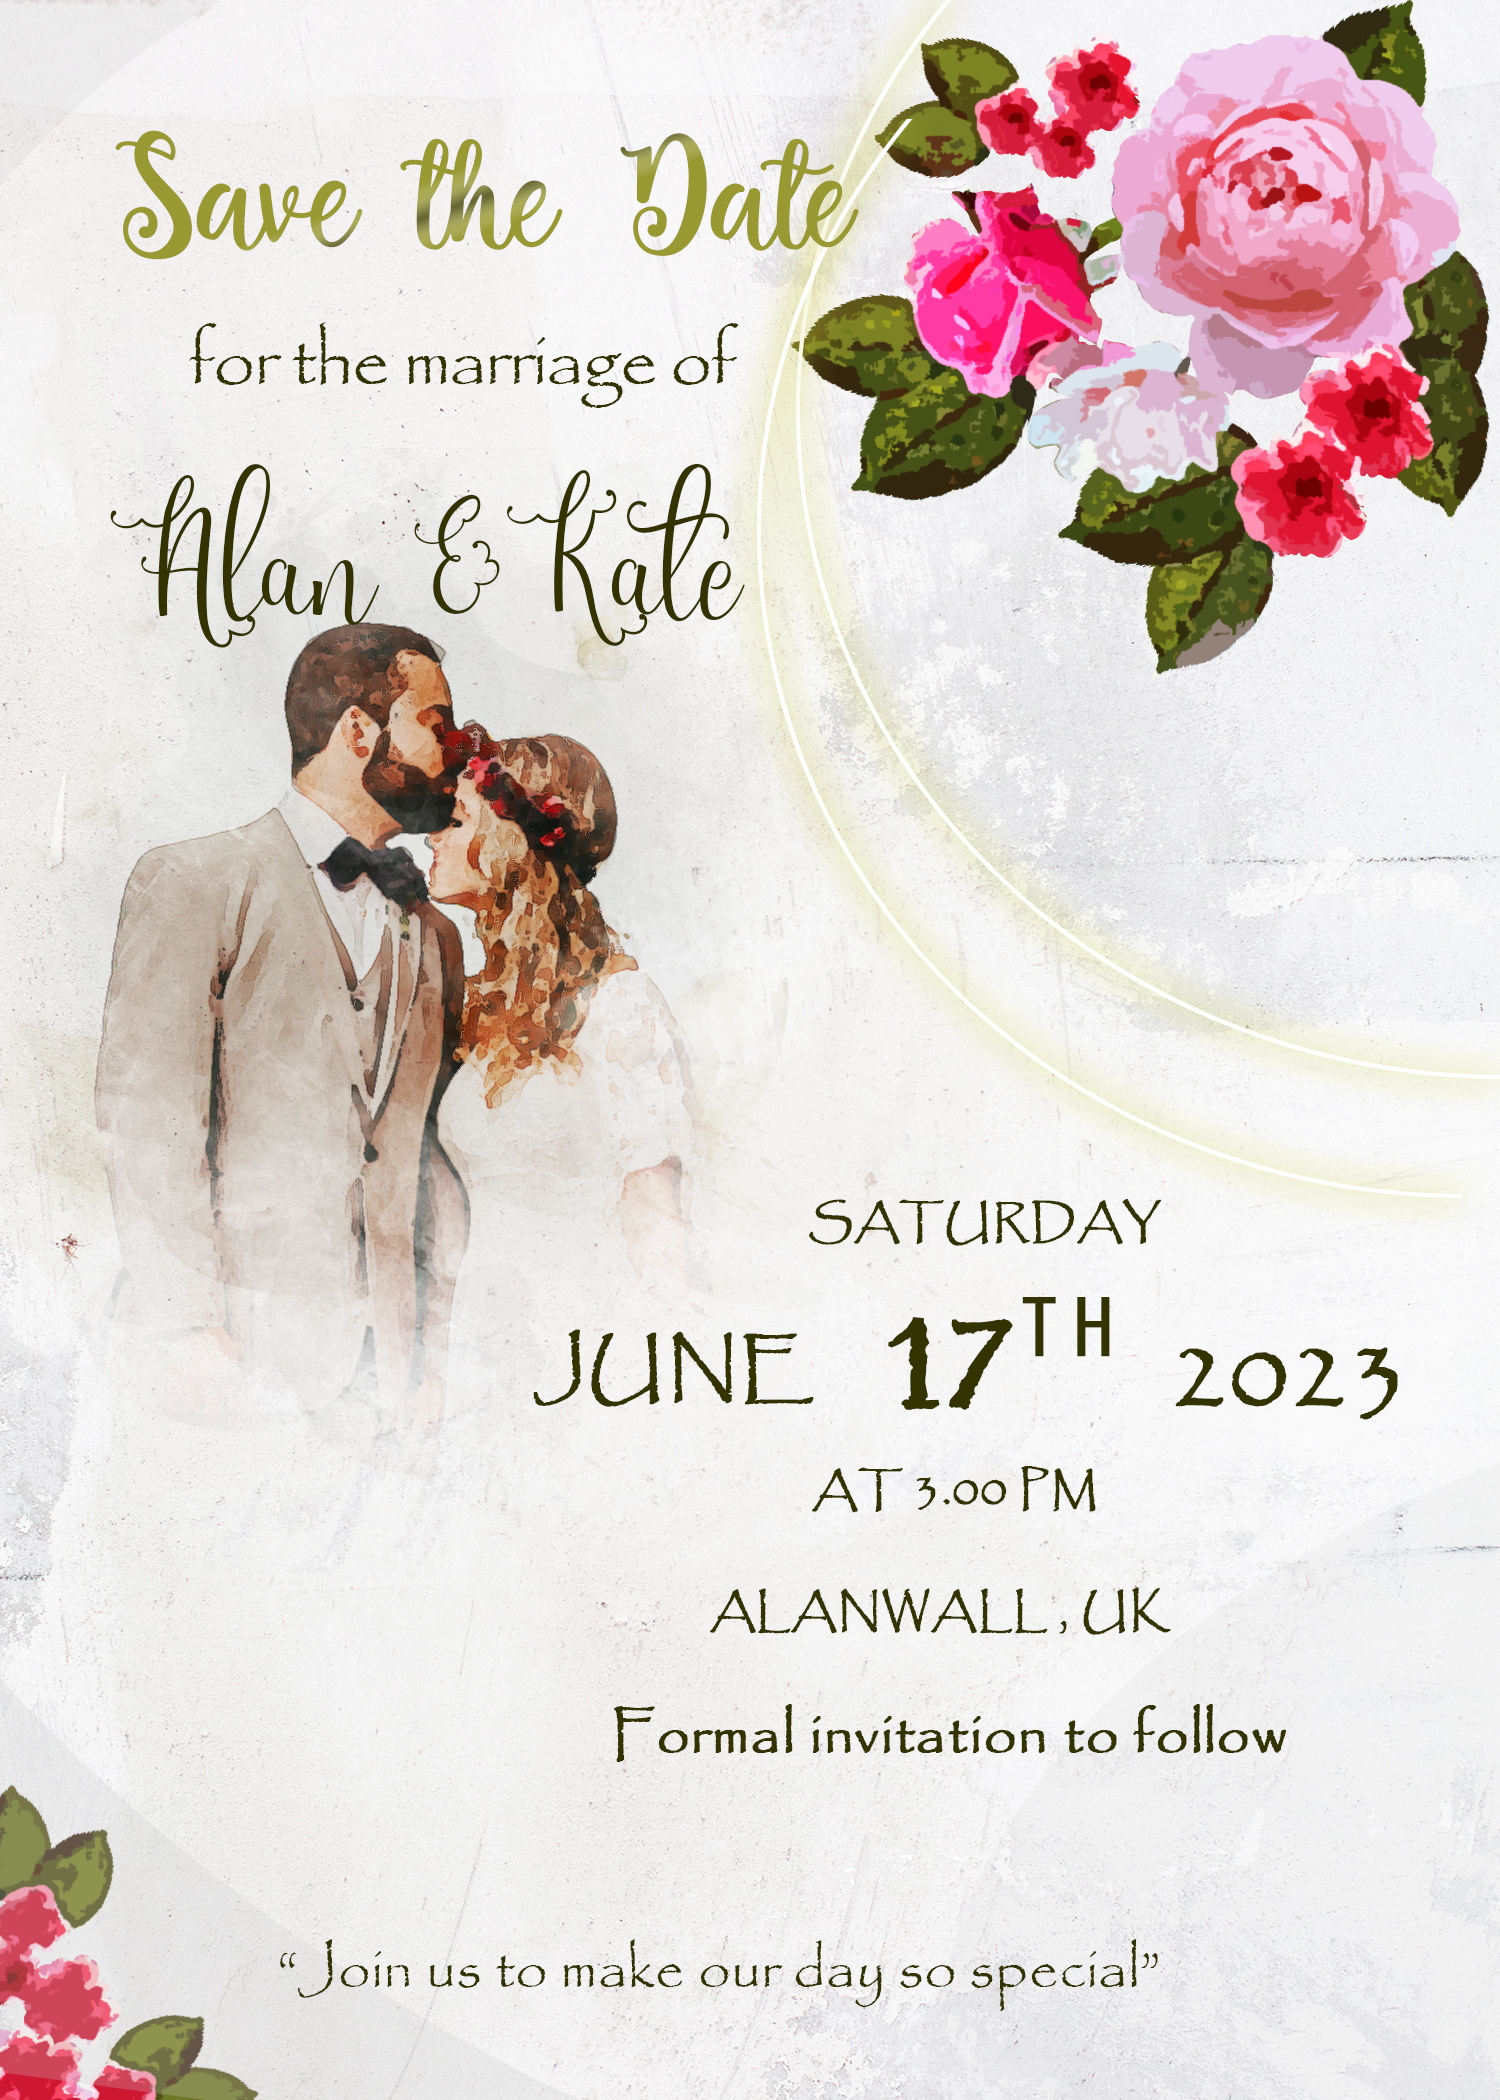 Save the Date
for the marriage of
Alan & Kate
SATURDAY
JUNE 17TH 2023
AT 3.00 PM
ALANWALL , UK
Formal invitation to follow
“ Join us to make our day so special”